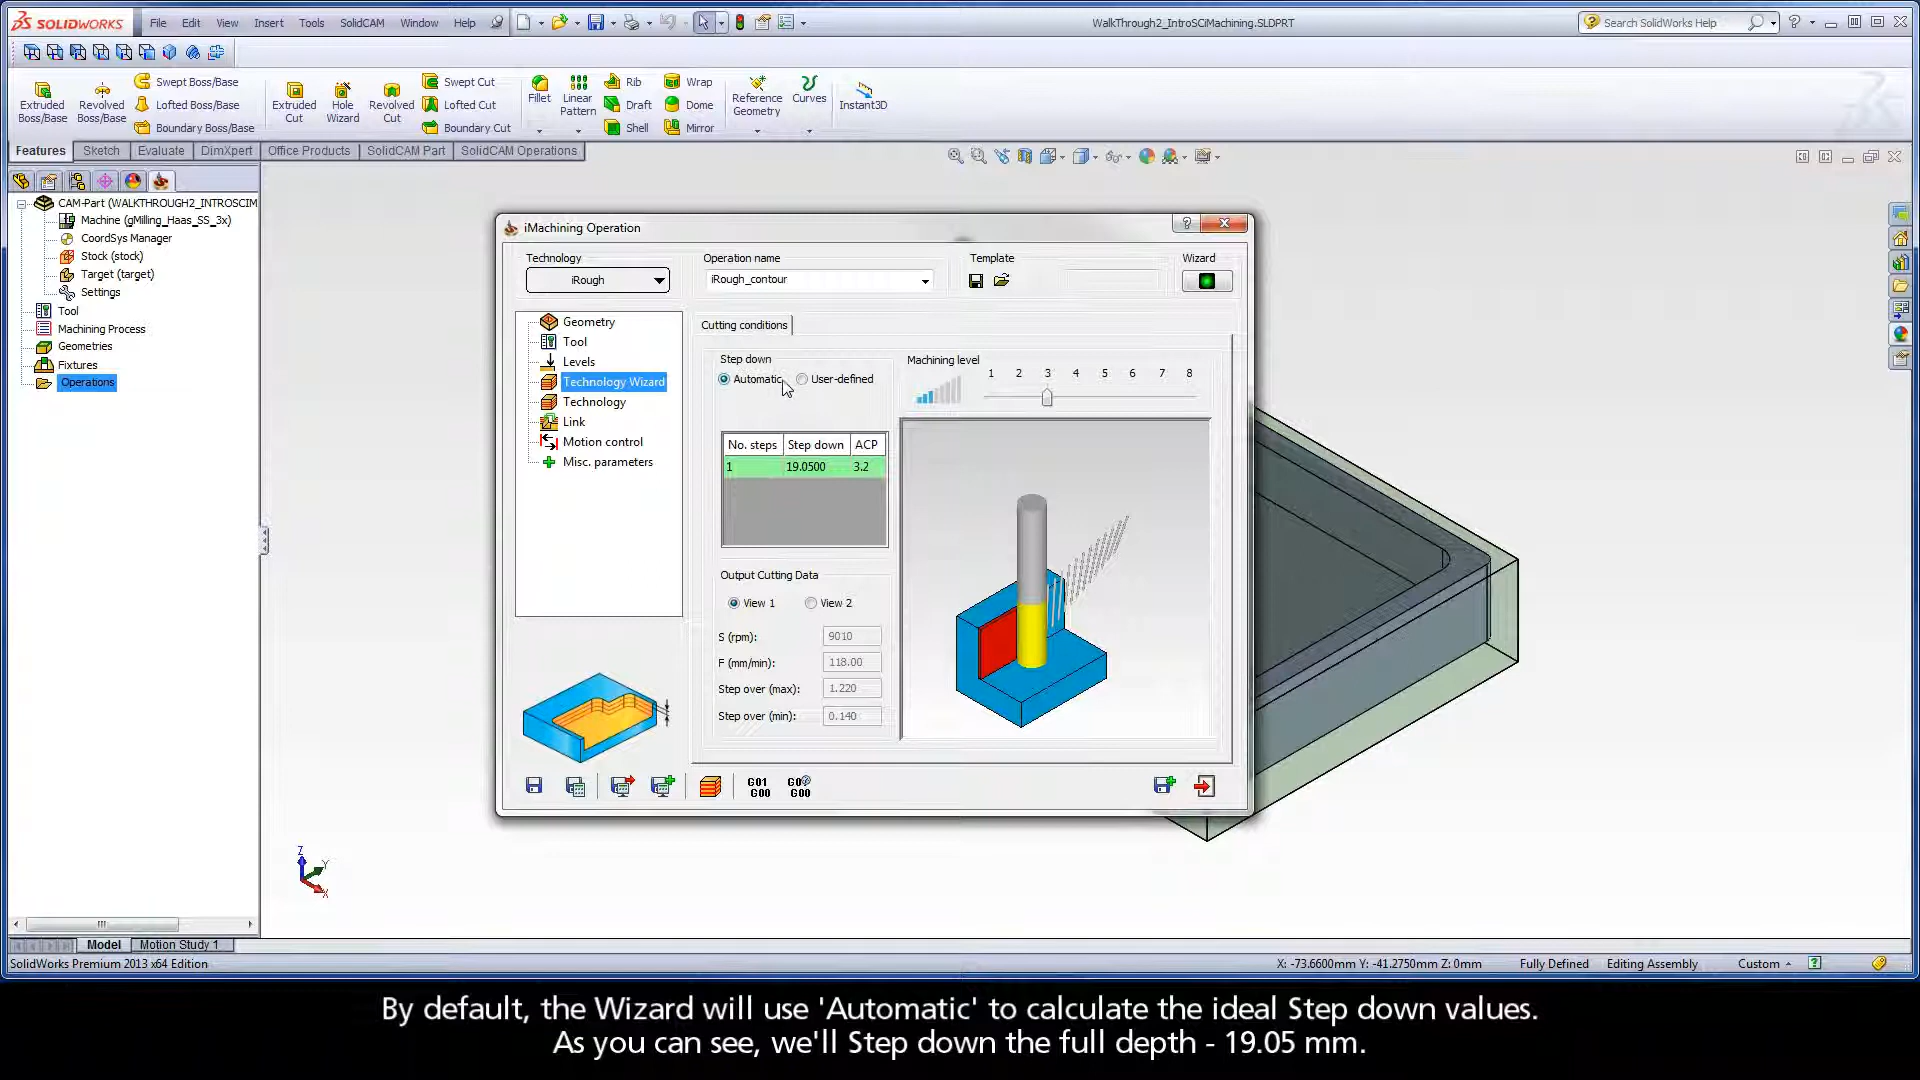 SOLIDWORKS File Edit View Insert Tools SolidCAM Window Help WalkThrough2_IntroSCiMachining.SLDPRT Search SolidWorks Help
Extruded Boss/Base
Revolved Boss/Base
Swept Boss/Base
Lofted Boss/Base
Boundary Boss/Base
Extruded Cut
Hole Wizard
Revolved Cut
Swept Cut
Lofted Cut
Boundary Cut
Fillet
Linear Pattern
Rib
Draft
Shell
Wrap
Dome
Mirror
Reference Geometry
Curves
Instant3D
Features Sketch Evaluate DimXpert Office Products SolidCAM Part SolidCAM Operations
CAM-Part (WALKTHROUGH2_INTROSCIM
Machine (gMilling_Haas_SS_3x)
CoordSys Manager
Stock (stock)
Target (target)
Settings
Tool
Machining Process
Geometries
Fixtures
Operations
iMachining Operation
Technology Operation name Template Wizard
iRough iRough_contour
Geometry
Tool
Levels
Technology Wizard
Technology
Link
Motion control
Misc. parameters
Cutting conditions
Step down
Automatic User-defined
Machining level
1 2 3 4 5 6 7 8
No. steps Step down ACP
1 19.0500 3.2
Output Cutting Data
View 1 View 2
S (rpm): 9010
F (mm/min): 118.00
Step over (max): 1.220
Step over (min): 0.140
G01 G00
G00
Z
Y
X
Model Motion Study 1
SolidWorks Premium 2013 x64 Edition X: -73.6600mm Y: -41.2750mm Z: 0mm Fully Defined Editing Assembly Custom
By default, the Wizard will use 'Automatic' to calculate the ideal Step down values.
As you can see, we'll Step down the full depth - 19.05 mm.